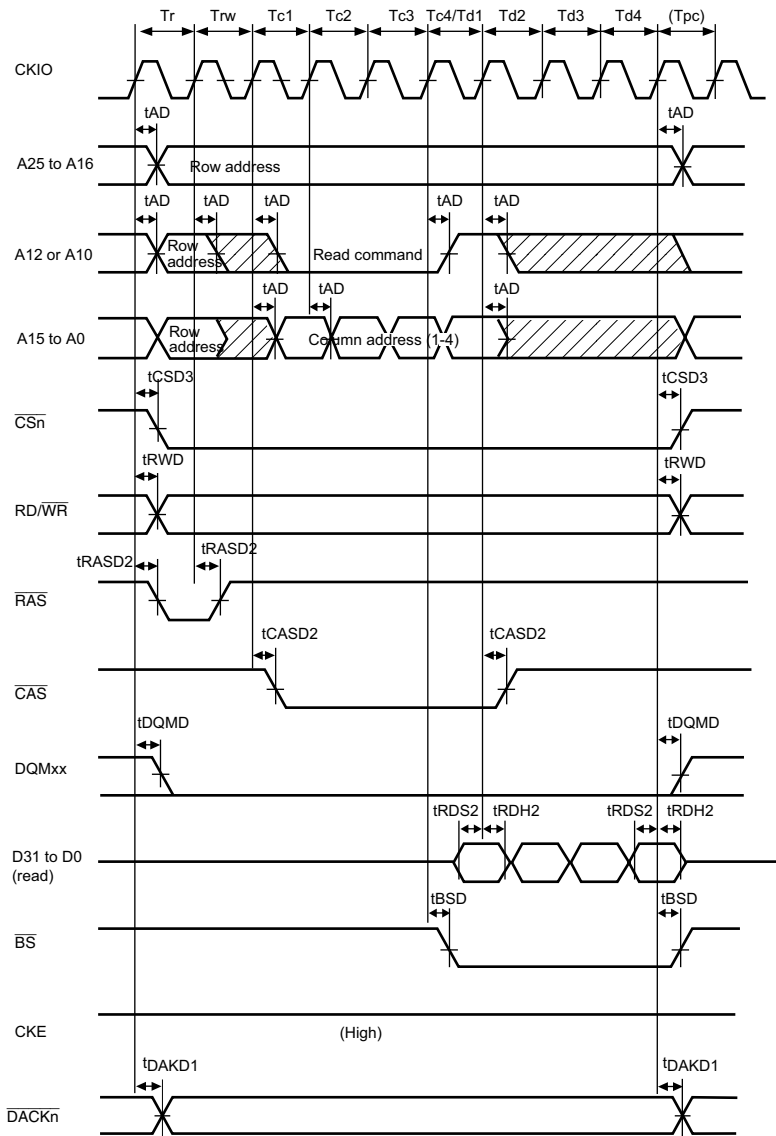 Tr Trw Tc1 Tc2 Tc3 Tc4/Td1 Td2 Td3 Td4 (Tpc)
CKIO
tAD tAD
A25 to A16 Row address
tAD tAD tAD tAD tAD
A12 or A10 Row address Read command
tAD tAD tAD
A15 to A0 Row address Column address (1-4)
tCSD3 tCSD3
CSn
tRWD tRWD
RD/WR
tRASD2 tRASD2
RAS
tCASD2 tCASD2
CAS
tDQMD tDQMD
DQMxx
tRDS2 tRDH2 tRDS2 tRDH2
D31 to D0
(read)
tBSD tBSD
BS
CKE (High)
tDAKD1 tDAKD1
DACKn